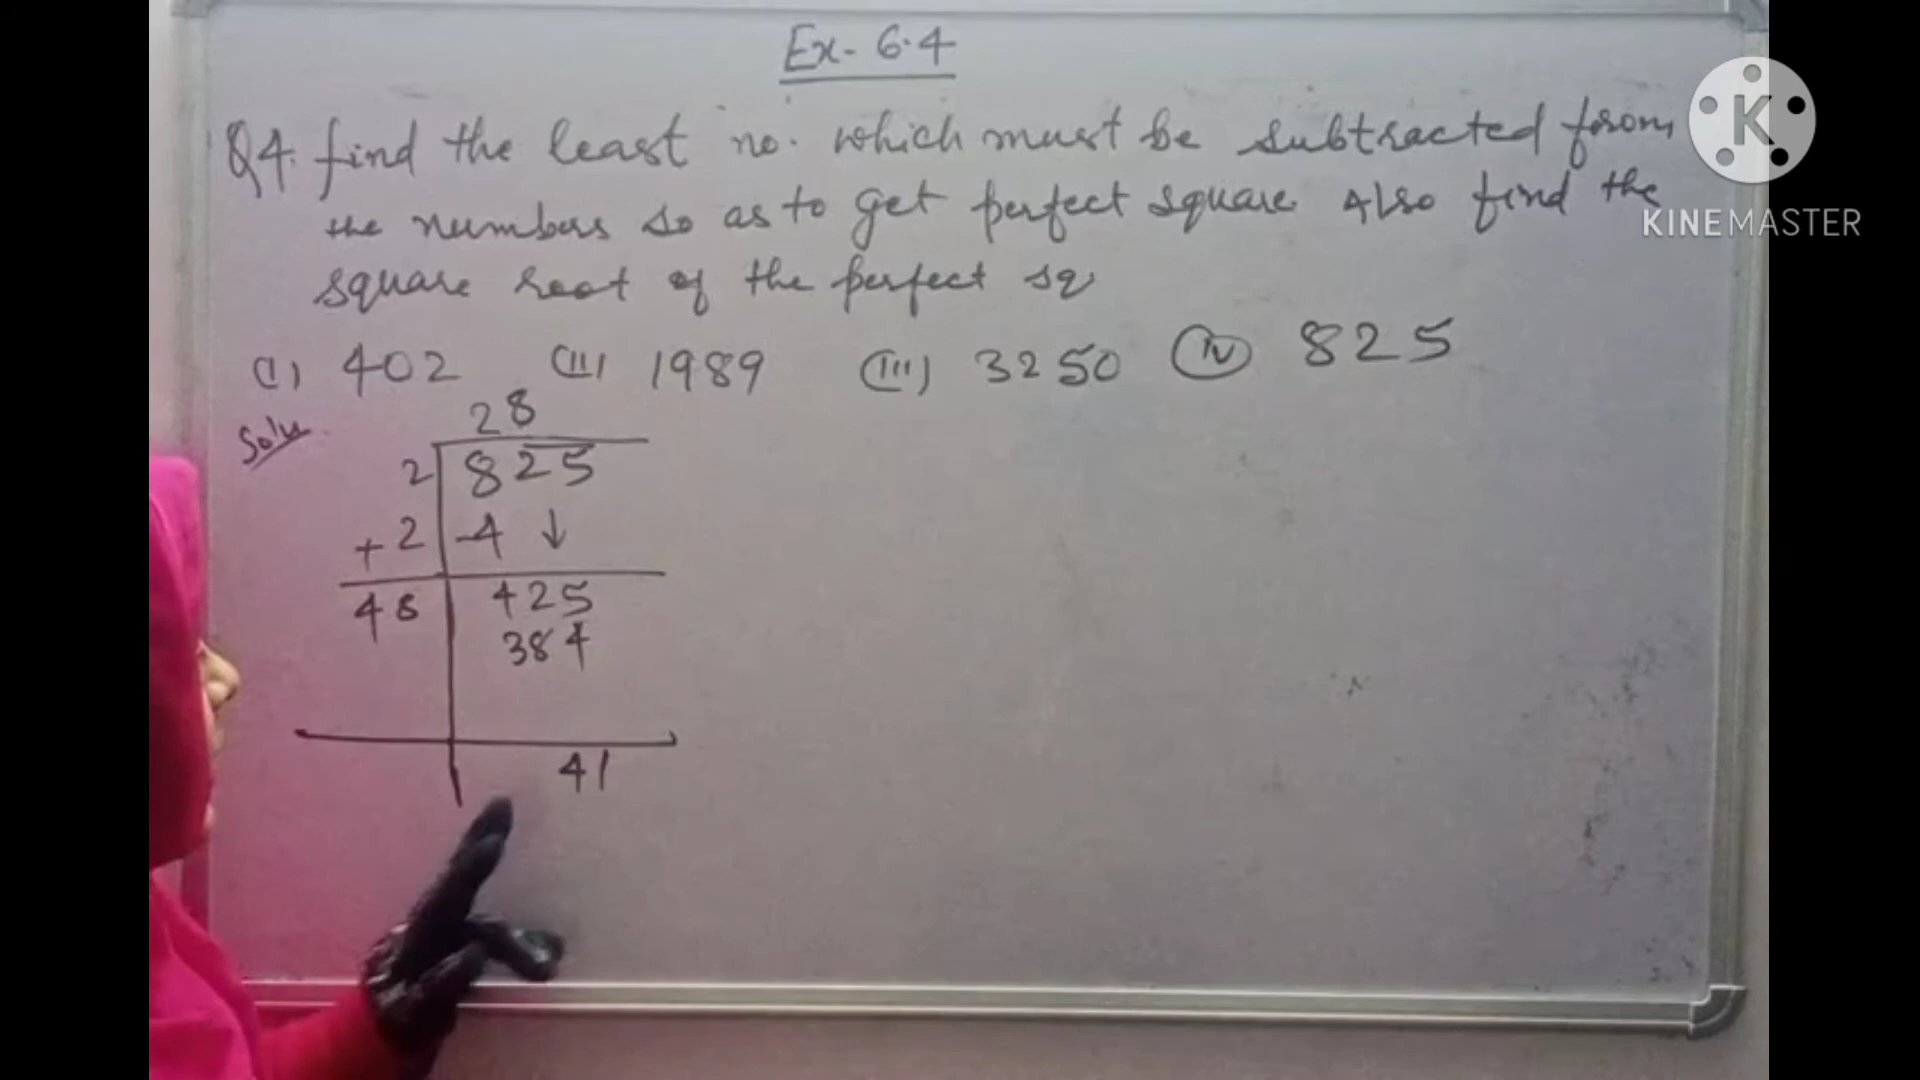 Ex- 6.4
Q4. find the least no. which must be subtracted from
the numbers so as to get perfect square Also find the
square root of the perfect sq
(I) 402 (II) 1989 (III) 3250 (IV) 825
Soln
28
2 825
+2 -4 ↓
48 425
384
41
K
KINEMASTER